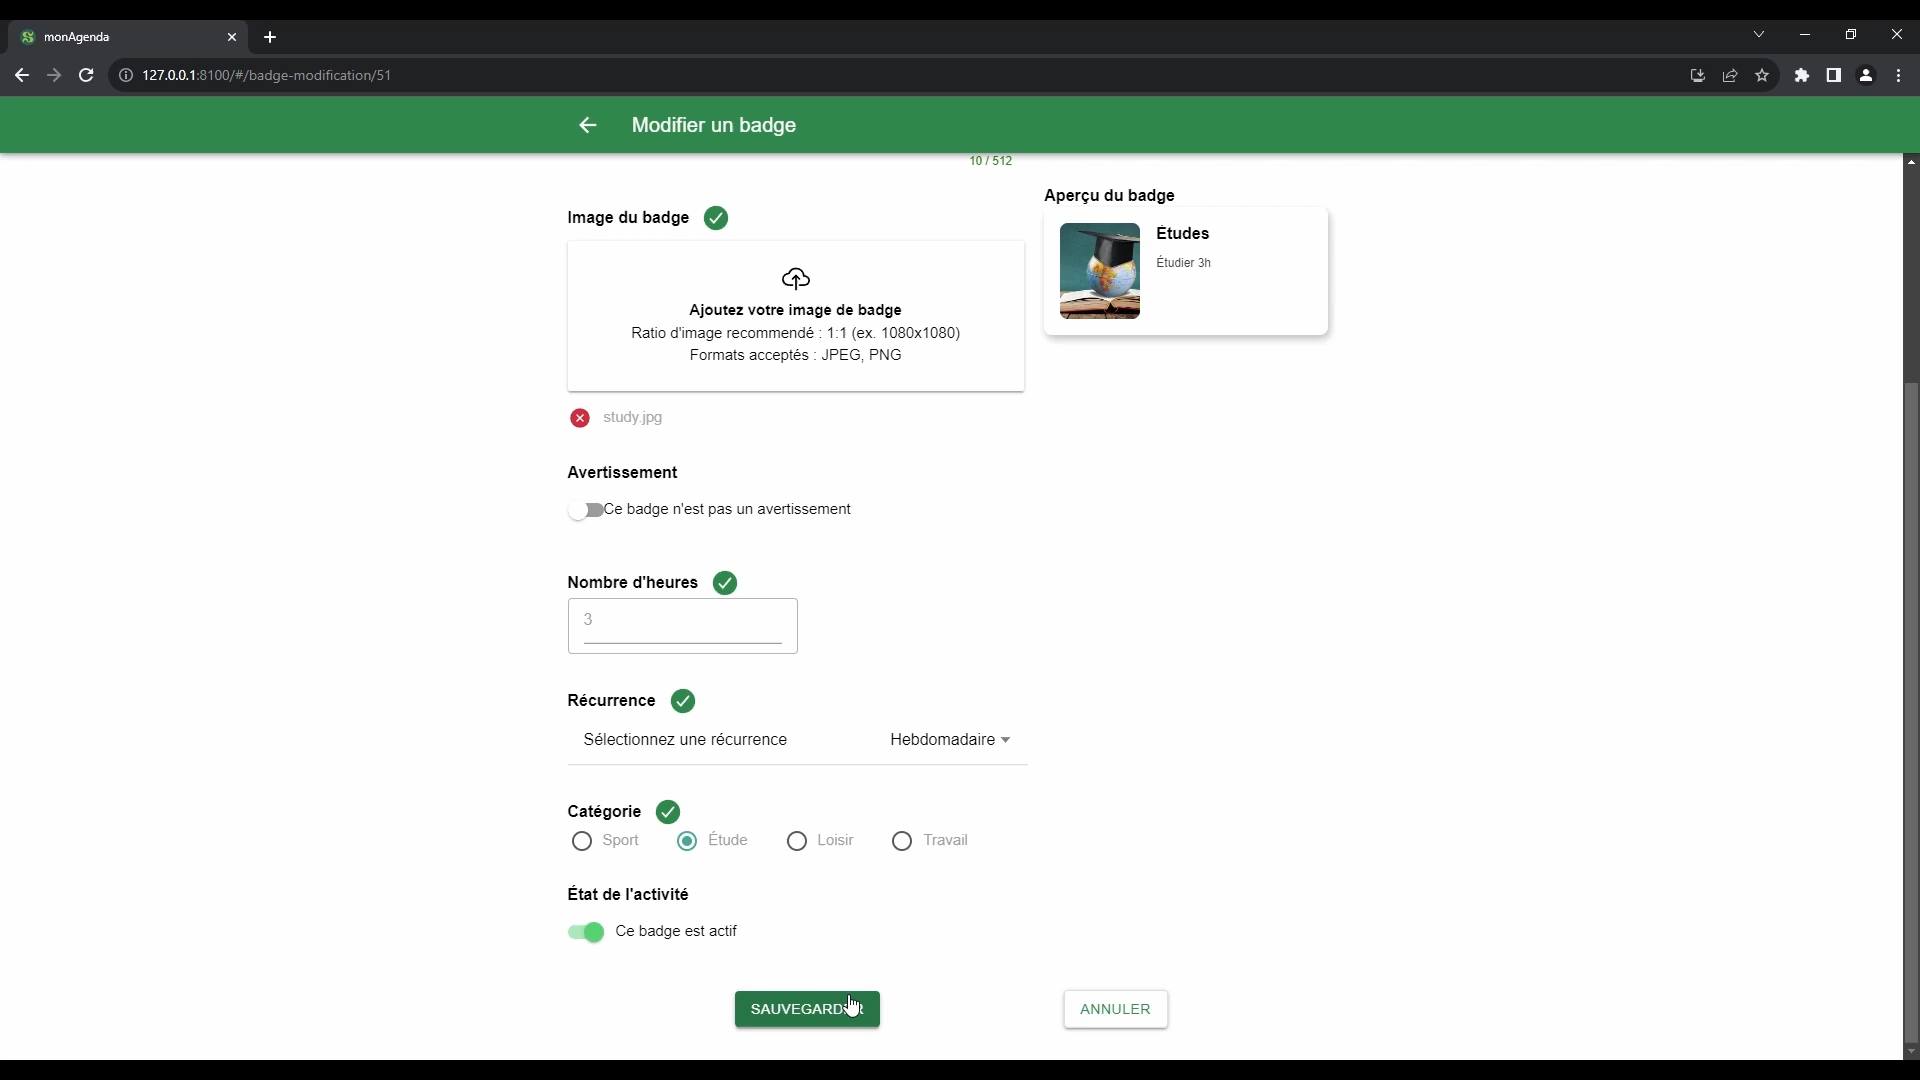 monAgenda
127.0.0.1:8100/#/badge-modification/51
Modifier un badge
10 / 512
Image du badge
Ajoutez votre image de badge
Ratio d'image recommendé : 1:1 (ex. 1080x1080)
Formats acceptés : JPEG, PNG
study.jpg
Aperçu du badge
Études
Étudier 3h
Avertissement
Ce badge n'est pas un avertissement
Nombre d'heures
3
Récurrence
Sélectionnez une récurrence Hebdomadaire
Catégorie
Sport Étude Loisir Travail
État de l'activité
Ce badge est actif
SAUVEGARDER ANNULER